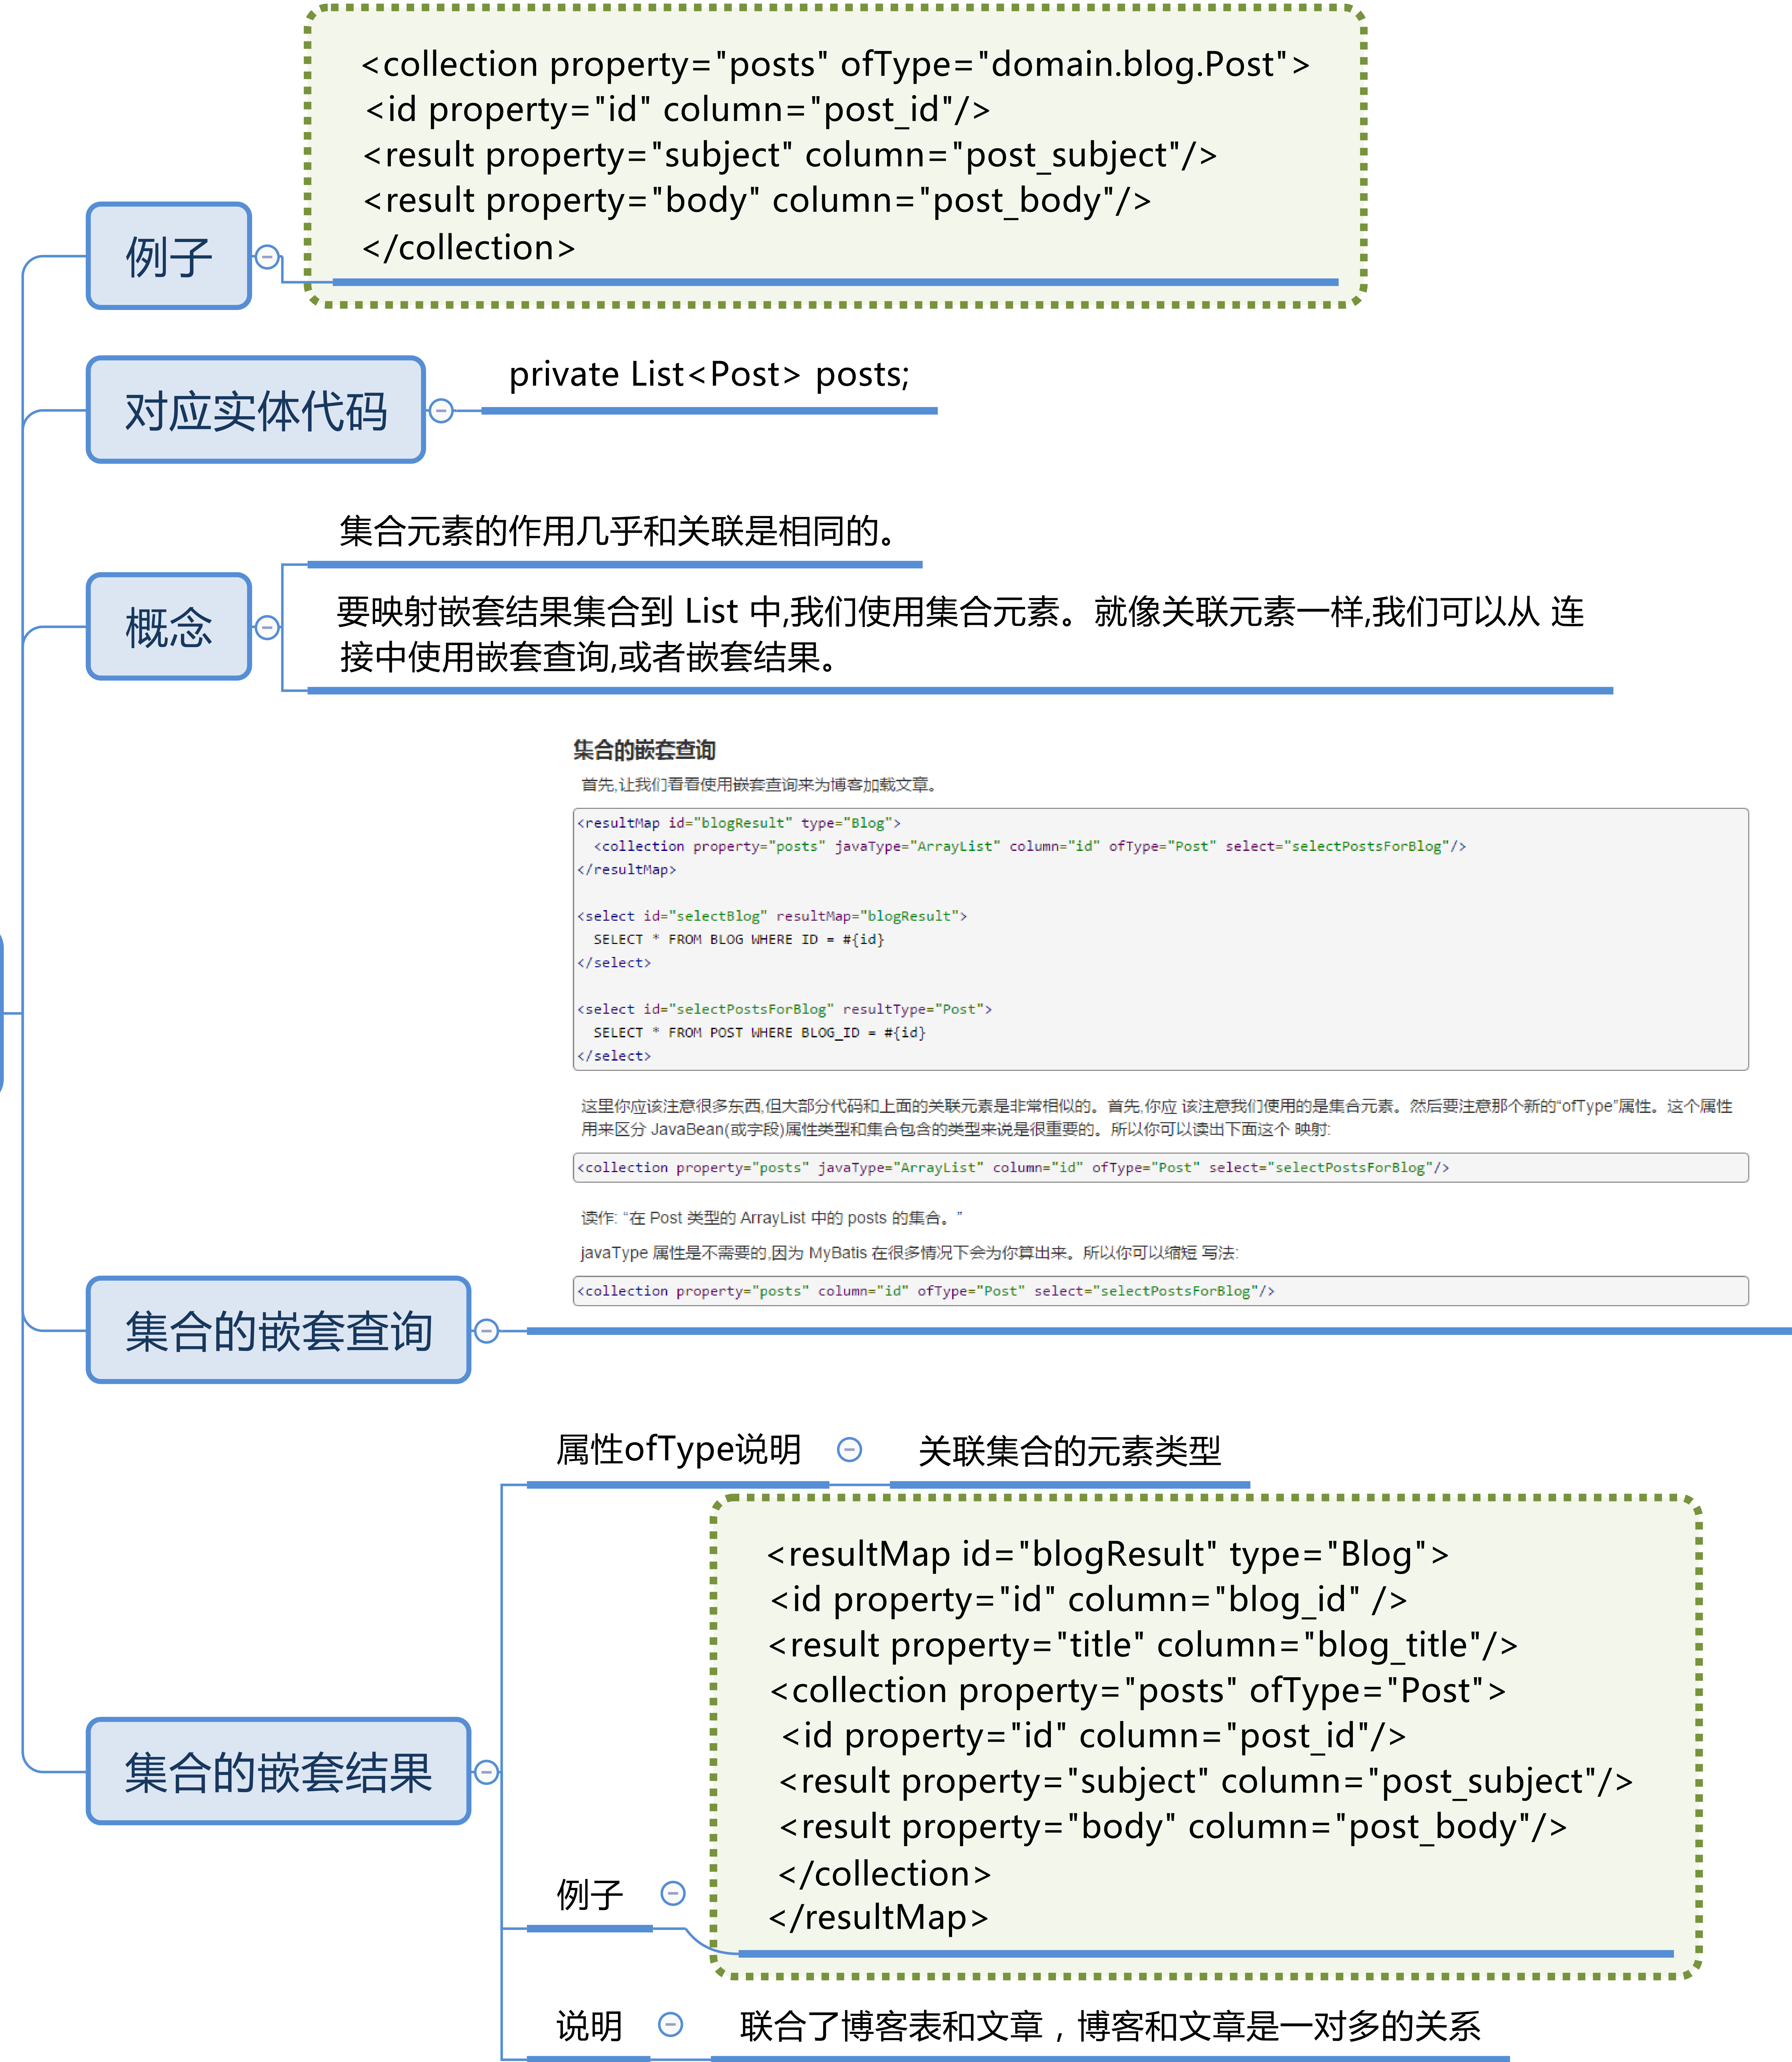 <collection property="posts" ofType="domain.blog.Post">
<id property="id" column="post_id"/>
<result property="subject" column="post_subject"/>
<result property="body" column="post_body"/>
</collection>
例子
private List<Post> posts;
对应实体代码
集合元素的作用几乎和关联是相同的。
要映射嵌套结果集合到 List 中,我们使用集合元素。就像关联元素一样,我们可以从 连
接中使用嵌套查询,或者嵌套结果。
概念
集合的嵌套查询
首先,让我们看看使用嵌套查询来为博客加载文章。
<resultMap id="blogResult" type="Blog">
<collection property="posts" javaType="ArrayList" column="id" ofType="Post" select="selectPostsForBlog"/>
</resultMap>
<select id="selectBlog" resultMap="blogResult">
SELECT * FROM BLOG WHERE ID = #{id}
</select>
<select id="selectPostsForBlog" resultType="Post">
SELECT * FROM POST WHERE BLOG_ID = #{id}
</select>
这里你应该注意很多东西,但大部分代码和上面的关联元素是非常相似的。首先,你应 该注意我们使用的是集合元素。然后要注意那个新的“ofType”属性。这个属性
用来区分 JavaBean(或字段)属性类型和集合包含的类型来说是很重要的。所以你可以读出下面这个 映射:
<collection property="posts" javaType="ArrayList" column="id" ofType="Post" select="selectPostsForBlog"/>
读作: “在 Post 类型的 ArrayList 中的 posts 的集合。”
javaType 属性是不需要的,因为 MyBatis 在很多情况下会为你算出来。所以你可以缩短 写法:
<collection property="posts" column="id" ofType="Post" select="selectPostsForBlog"/>
集合的嵌套查询
属性ofType说明
关联集合的元素类型
<resultMap id="blogResult" type="Blog">
<id property="id" column="blog_id" />
<result property="title" column="blog_title"/>
<collection property="posts" ofType="Post">
<id property="id" column="post_id"/>
<result property="subject" column="post_subject"/>
<result property="body" column="post_body"/>
</collection>
</resultMap>
集合的嵌套结果
例子
说明
联合了博客表和文章，博客和文章是一对多的关系